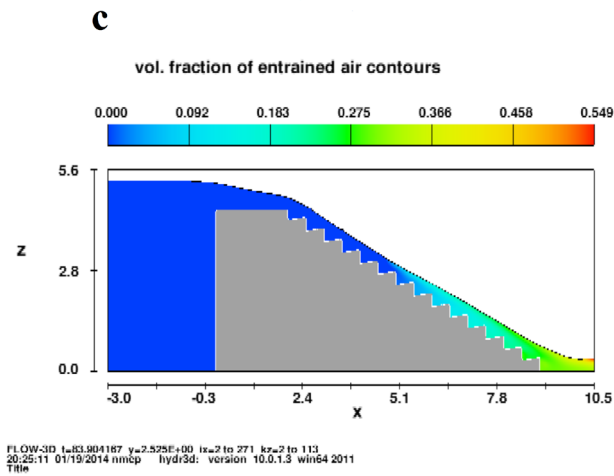 c
vol. fraction of entrained air contours
0.000 0.092 0.183 0.275 0.366 0.458 0.549
5.6
Z
2.8
0.0
-3.0 -0.3 2.4 5.1 7.8 10.5
X
FLOW-3D t=83.904167 y=2.525E+00 ix=2 to 271 kz=2 to 113
20:25:11 01/19/2014 nmcp hydr3d: version 10.0.1.3 win64 2011
Title